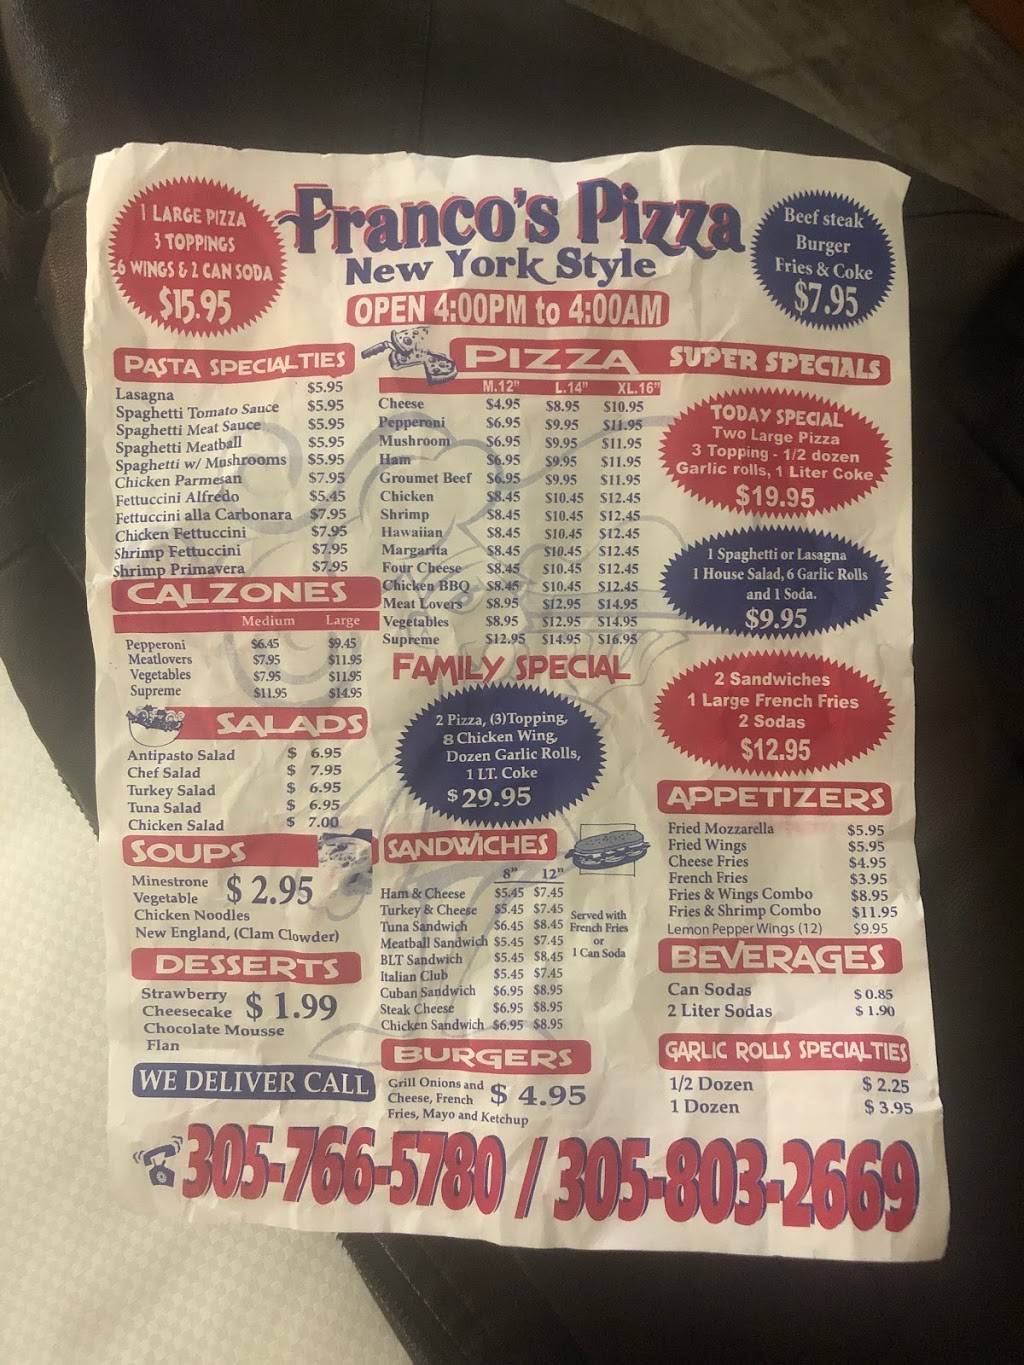 1 LARGE PIZZA
3 TOPPINGS
6 WINGS & 2 CAN SODA
$15.95
Franco's Pizza
New York Style
OPEN 4:00PM to 4:00AM
Beef steak
Burger
Fries & Coke
$7.95
PASTA SPECIALTIES
Lasagna $5.95
Spaghetti Tomato Sauce $5.95
Spaghetti Meat Sauce $5.95
Spaghetti Meatball $5.95
Spaghetti w/ Mushrooms $5.95
Chicken Parmesan $7.95
Fettuccini Alfredo $5.45
Fettuccini alla Carbonara $7.95
Chicken Fettuccini $7.95
Shrimp Fettuccini $7.95
Shrimp Primavera $7.95
CALZONES
Medium Large
Pepperoni $6.45 $9.45
Meatlovers $7.95 $11.95
Vegetables $7.95 $11.95
Supreme $11.95 $14.95
SALADS
Antipasto Salad $ 6.95
Chef Salad $ 7.95
Turkey Salad $ 6.95
Tuna Salad $ 6.95
Chicken Salad $ 7.00
SOUPS
Minestrone
Vegetable $ 2.95
Chicken Noodles
New England, (Clam Clowder)
DESSERTS
Strawberry
Cheesecake $ 1.99
Chocolate Mousse
Flan
WE DELIVER CALL
PIZZA
M.12" L.14" XL.16"
Cheese $4.95 $8.95 $10.95
Pepperoni $6.95 $9.95 $11.95
Mushroom $6.95 $9.95 $11.95
Ham $6.95 $9.95 $11.95
Groumet Beef $6.95 $9.95 $11.95
Chicken $8.45 $10.45 $12.45
Shrimp $8.45 $10.45 $12.45
Hawaiian $8.45 $10.45 $12.45
Margarita $8.45 $10.45 $12.45
Four Cheese $8.45 $10.45 $12.45
Chicken BBQ $8.45 $10.45 $12.45
Meat Lovers $8.95 $12.95 $14.95
Vegetables $8.95 $12.95 $14.95
Supreme $12.95 $14.95 $16.95
FAMILY SPECIAL
2 Pizza, (3)Topping,
8 Chicken Wing,
Dozen Garlic Rolls,
1 LT. Coke
$29.95
SANDWICHES
8" 12"
Ham & Cheese $5.45 $7.45
Turkey & Cheese $5.45 $7.45
Tuna Sandwich $6.45 $8.45
Meatball Sandwich $5.45 $7.45
BLT Sandwich $5.45 $8.45
Italian Club $5.45 $7.45
Cuban Sandwich $6.95 $8.95
Steak Cheese $6.95 $8.95
Chicken Sandwich $6.95 $8.95
Served with
French Fries
or
1 Can Soda
BURGERS
Grill Onions and
Cheese, French $ 4.95
Fries, Mayo and Ketchup
SUPER SPECIALS
TODAY SPECIAL
Two Large Pizza
3 Topping - 1/2 dozen
Garlic rolls, 1 Liter Coke
$19.95
1 Spaghetti or Lasagna
1 House Salad, 6 Garlic Rolls
and 1 Soda.
$9.95
2 Sandwiches
1 Large French Fries
2 Sodas
$12.95
APPETIZERS
Fried Mozzarella $5.95
Fried Wings $5.95
Cheese Fries $4.95
French Fries $3.95
Fries & Wings Combo $8.95
Fries & Shrimp Combo $11.95
Lemon Pepper Wings (12) $9.95
BEVERAGES
Can Sodas $ 0.85
2 Liter Sodas $ 1.90
GARLIC ROLLS SPECIALTIES
1/2 Dozen $ 2.25
1 Dozen $ 3.95
305-766-5780 / 305-803-2669